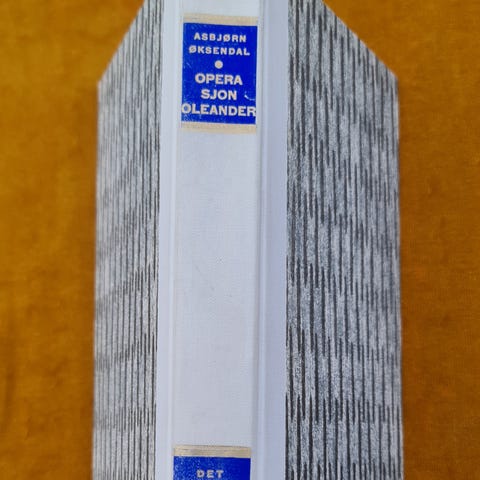 ASBJØRN
ØKSENDAL
OPERA
SJON
OLEANDER
DET